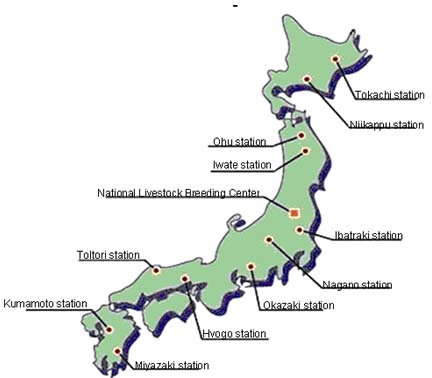 Tokachi station
Niikappu station
Ohu station
Iwate station
National Livestock Breeding Center
Ibatraki station
Toltori station
Nagano station
Okazaki station
Kumamoto station
Hvogo station
Miyazaki station